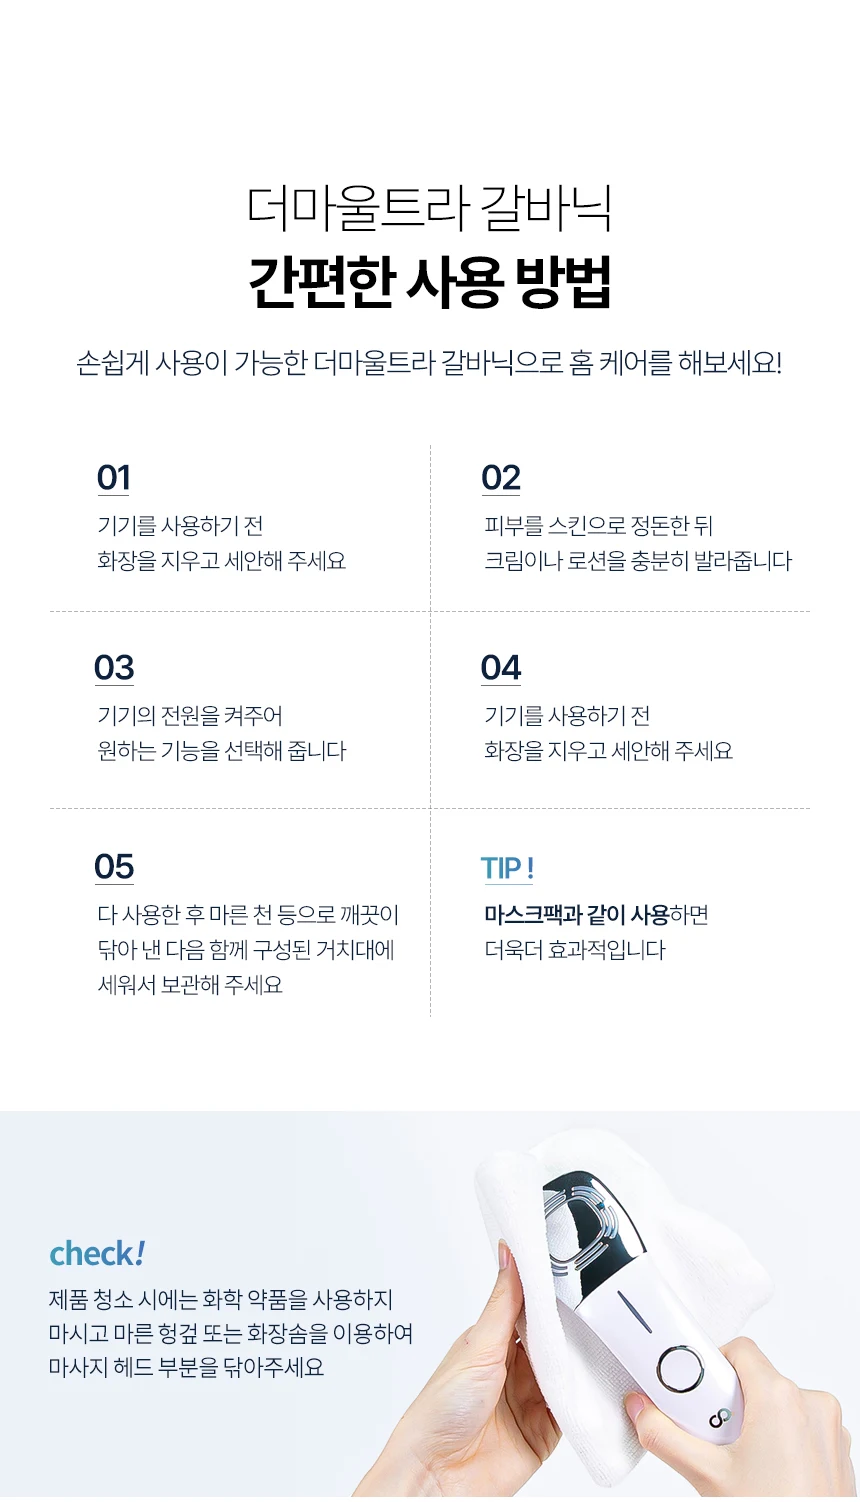 더마울트라 갈바닉
간편한 사용 방법
손쉽게 사용이 가능한 더마울트라 갈바닉으로 홈 케어를 해보세요!
01
기기를 사용하기 전
화장을 지우고 세안해 주세요
02
피부를 스킨으로 정돈한 뒤
크림이나 로션을 충분히 발라줍니다
03
기기의 전원을 켜주어
원하는 기능을 선택해 줍니다
04
기기를 사용하기 전
화장을 지우고 세안해 주세요
05
다 사용한 후 마른 천 등으로 깨끗이
닦아 낸 다음 함께 구성된 거치대에
세워서 보관해 주세요
TIP !
마스크팩과 같이 사용하면
더욱더 효과적입니다
check!
제품 청소 시에는 화학 약품을 사용하지
마시고 마른 헝겊 또는 화장솜을 이용하여
마사지 헤드 부분을 닦아주세요